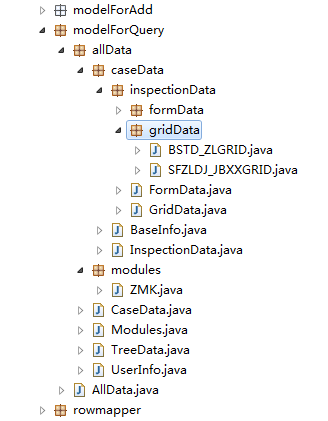 modelForAdd
modelForQuery
allData
caseData
inspectionData
formData
gridData
BSTD_ZLGRID.java
SFZLDJ_JBXXGRID.java
FormData.java
GridData.java
BaseInfo.java
InspectionData.java
modules
ZMK.java
CaseData.java
Modules.java
TreeData.java
UserInfo.java
AllData.java
rowmapper